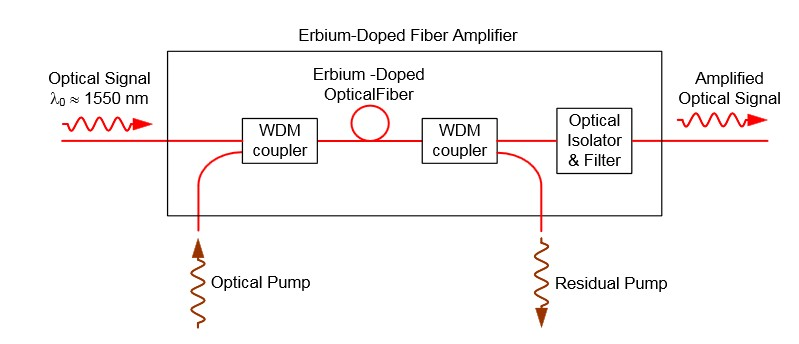 Erbium-Doped Fiber Amplifier
Optical Signal
λ₀ ≈ 1550 nm
Erbium -Doped
OpticalFiber
Amplified
Optical Signal
WDM
coupler
WDM
coupler
Optical
Isolator
& Filter
Optical Pump
Residual Pump